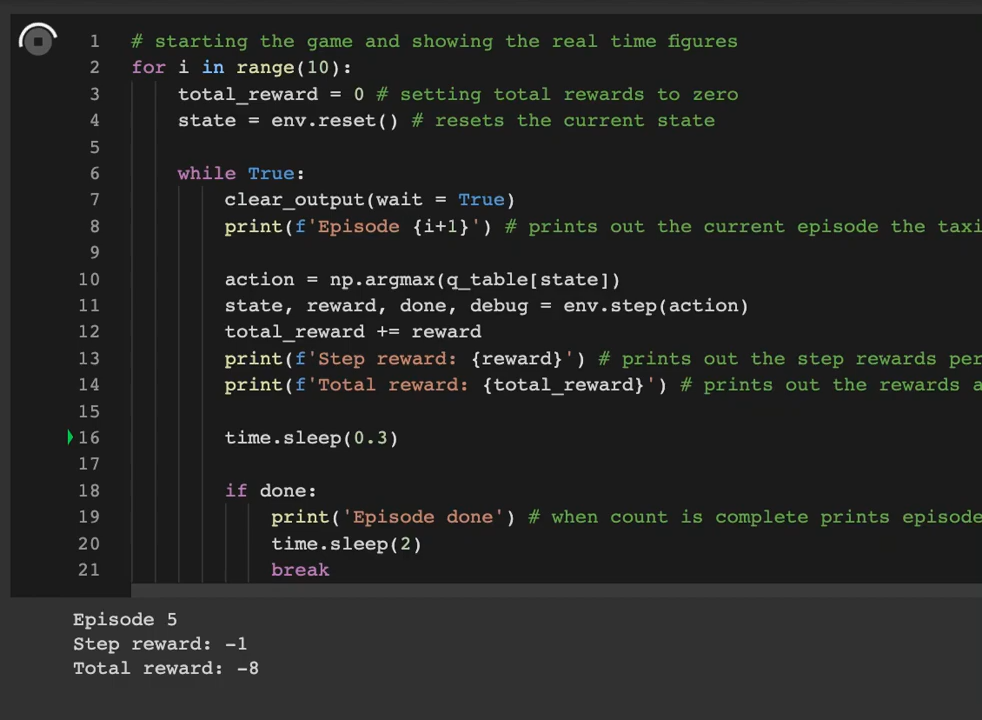 1 # starting the game and showing the real time figures
2 for i in range(10):
3 total_reward = 0 # setting total rewards to zero
4 state = env.reset() # resets the current state
5
6 while True:
7 clear_output(wait = True)
8 print(f'Episode {i+1}') # prints out the current episode the taxi
9
10 action = np.argmax(q_table[state])
11 state, reward, done, debug = env.step(action)
12 total_reward += reward
13 print(f'Step reward: {reward}') # prints out the step rewards per
14 print(f'Total reward: {total_reward}') # prints out the rewards a
15
16 time.sleep(0.3)
17
18 if done:
19 print('Episode done') # when count is complete prints episode
20 time.sleep(2)
21 break
Episode 5
Step reward: -1
Total reward: -8